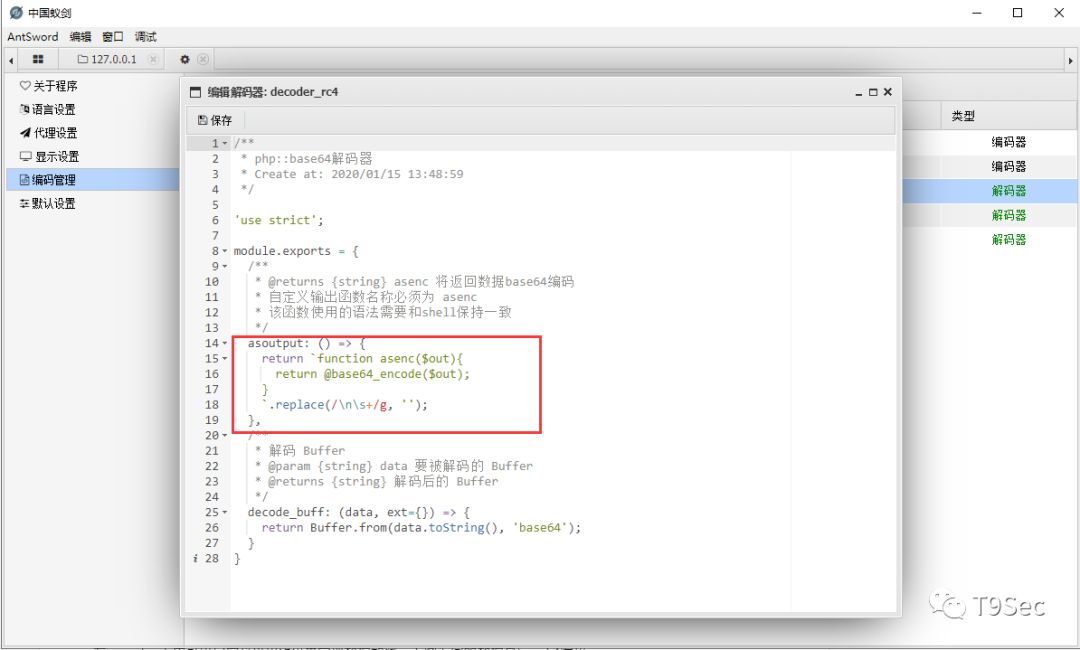 中国蚁剑
AntSword 编辑 窗口 调试
127.0.0.1
关于程序
语言设置
代理设置
显示设置
编码管理
默认设置
类型
编码器
编码器
解码器
解码器
解码器
编辑解码器: decoder_rc4
保存
1 /**
2 * php::base64解码器
3 * Create at: 2020/01/15 13:48:59
4 */
5
6 'use strict';
7
8 module.exports = {
9 /**
10 * @returns {string} asenc 将返回数据base64编码
11 * 自定义输出函数名称必须为 asenc
12 * 该函数使用的语法需要和shell保持一致
13 */
14 asoutput: () => {
15 return `function asenc($out){
16 return @base64_encode($out);
17 }
18 `.replace(/\n\s+/g, '');
19 },
20 /**
21 * 解码 Buffer
22 * @param {string} data 要被解码的 Buffer
23 * @returns {string} 解码后的 Buffer
24 */
25 decode_buff: (data, ext={}) => {
26 return Buffer.from(data.toString(), 'base64');
27 }
i 28 }
T9Sec